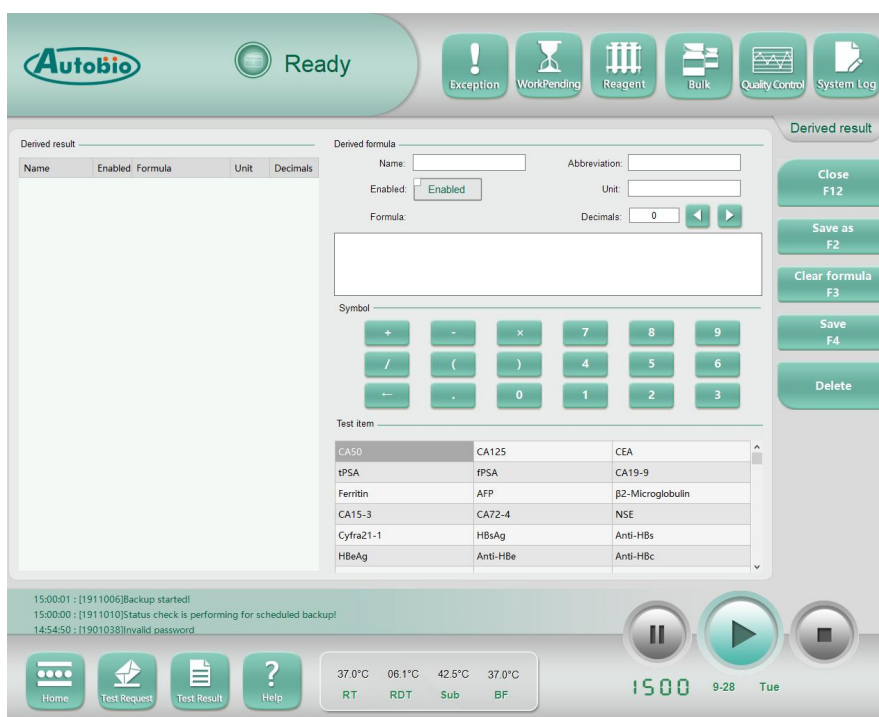 Autobio
Ready
Exception
WorkPending
Reagent
Bulk
Quality Control
System Log
Derived result
Derived result
Name Enabled Formula Unit Decimals
Derived formula
Name:
Abbreviation:
Enabled: Enabled
Unit:
Formula:
Decimals: 0
Symbol
+ - × 7 8 9
/ ( ) 4 5 6
← . 0 1 2 3
Test item
CA50 CA125 CEA
tPSA fPSA CA19-9
Ferritin AFP β2-Microglobulin
CA15-3 CA72-4 NSE
Cyfra21-1 HBsAg Anti-HBs
HBeAg Anti-HBe Anti-HBc
Close
F12
Save as
F2
Clear formula
F3
Save
F4
Delete
15:00:01 : [1911006]Backup started!
15:00:00 : [1911010]Status check is performing for scheduled backup!
14:54:50 : [1901038]Invalid password
Home
Test Request
Test Result
?
Help
37.0°C 06.1°C 42.5°C 37.0°C
RT RDT Sub BF
1500 9-28 Tue